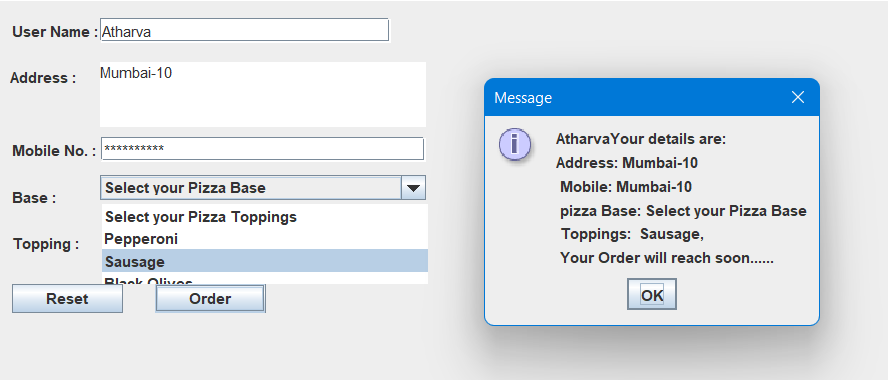 User Name : Atharva
Address : Mumbai-10
Mobile No. : **********
Base : Select your Pizza Base
Select your Pizza Toppings
Pepperoni
Topping :
Sausage
Black Olives
Reset Order
Message
AtharvaYour details are:
Address: Mumbai-10
Mobile: Mumbai-10
pizza Base: Select your Pizza Base
Toppings: Sausage,
Your Order will reach soon......
OK